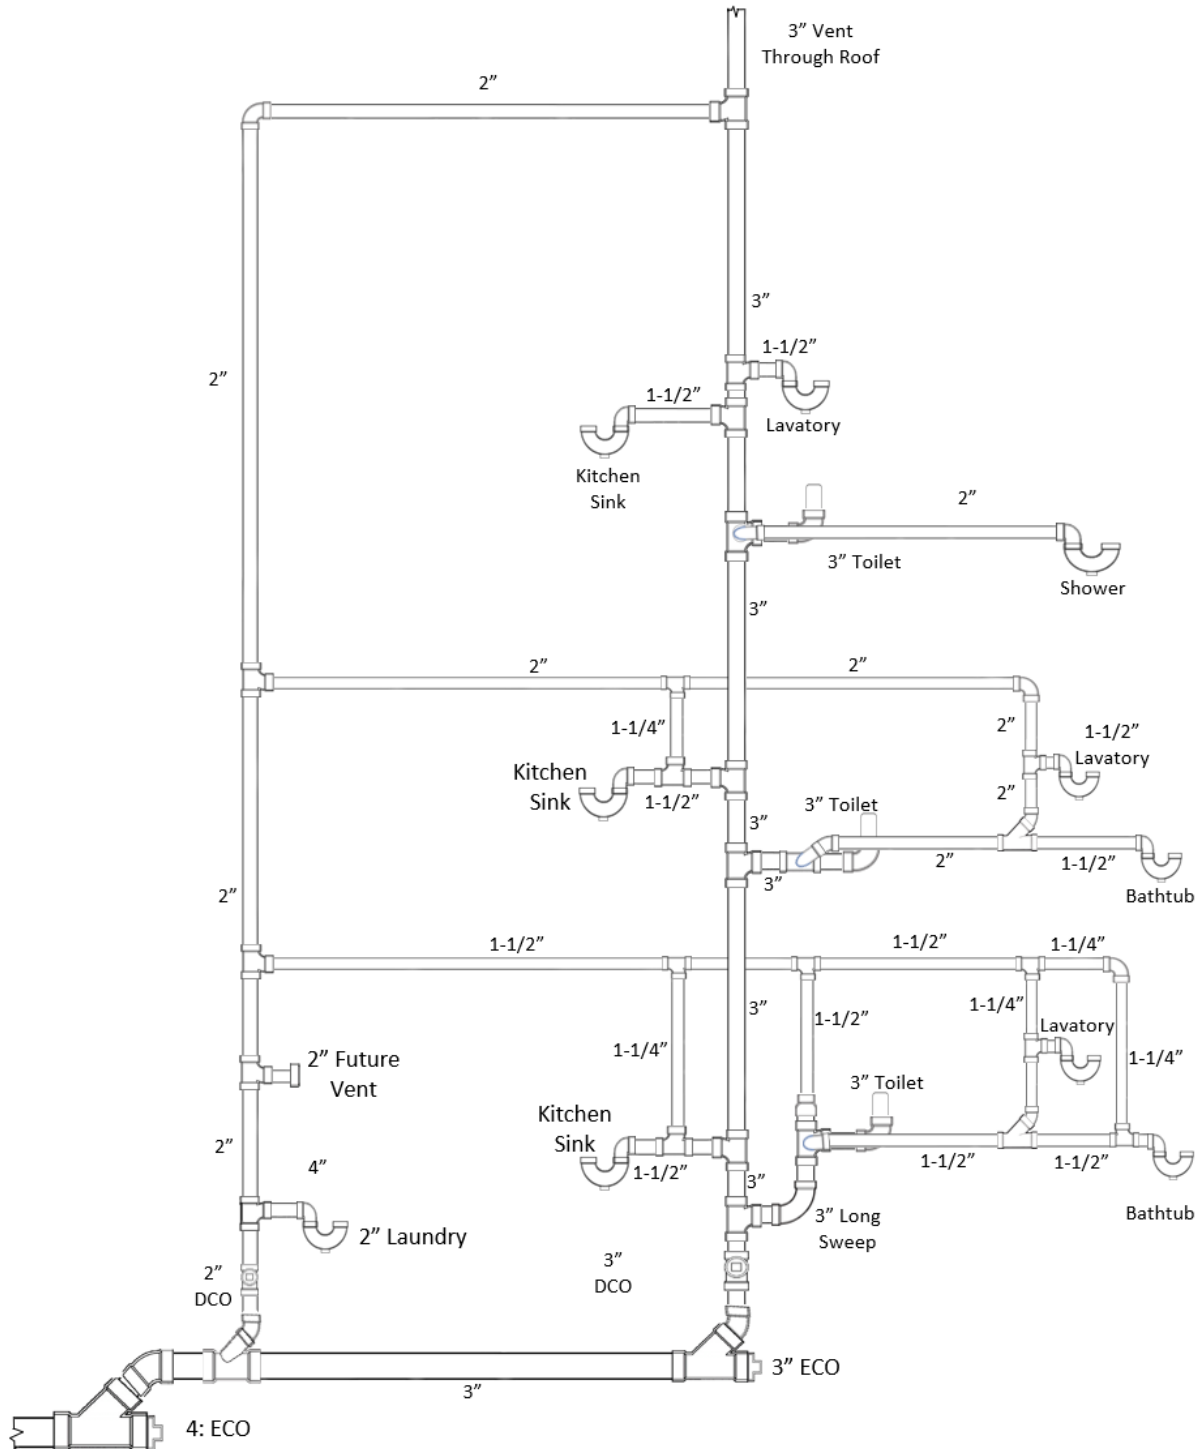 3” Vent
Through Roof
2”
3”
1-1/2”
2”
1-1/2”
Lavatory
Kitchen
Sink
2”
3” Toilet
Shower
3”
2”
2”
1-1/4”
2”
1-1/2”
Lavatory
Kitchen
Sink
1-1/2”
2”
3” Toilet
3”
2”
1-1/2”
3”
Bathtub
2”
1-1/2”
1-1/2”
1-1/4”
3”
1-1/2”
1-1/4”
Lavatory
1-1/4”
1-1/4”
2” Future
Vent
3” Toilet
Kitchen
Sink
2”
4”
1-1/2”
1-1/2”
1-1/2”
3”
Bathtub
3” Long
Sweep
2” Laundry
2”
DCO
3”
DCO
3” ECO
3”
4: ECO